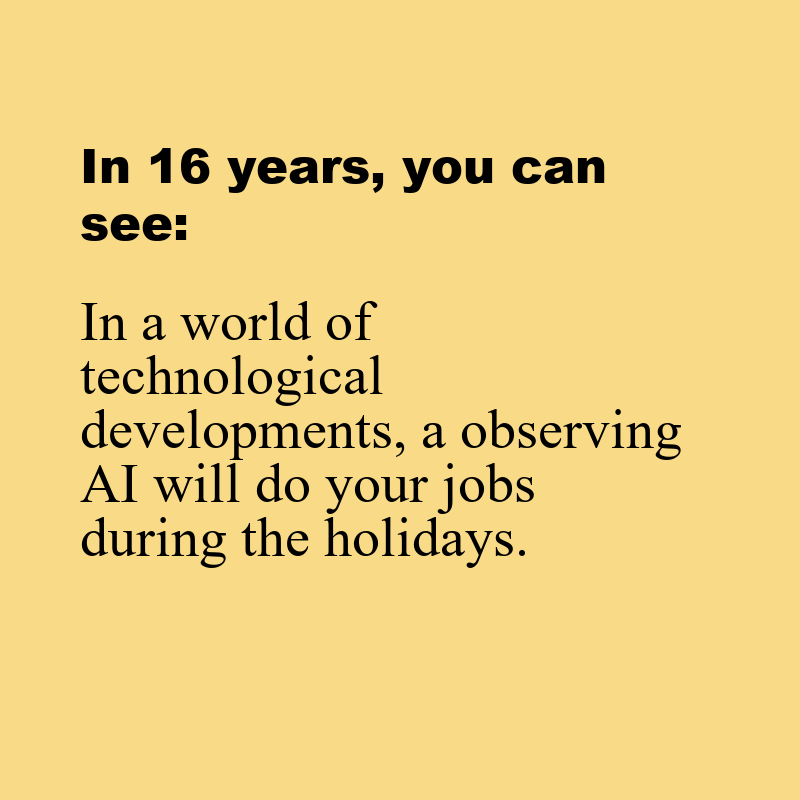 In 16 years, you can
see:
In a world of
technological
developments, a observing
AI will do your jobs
during the holidays.